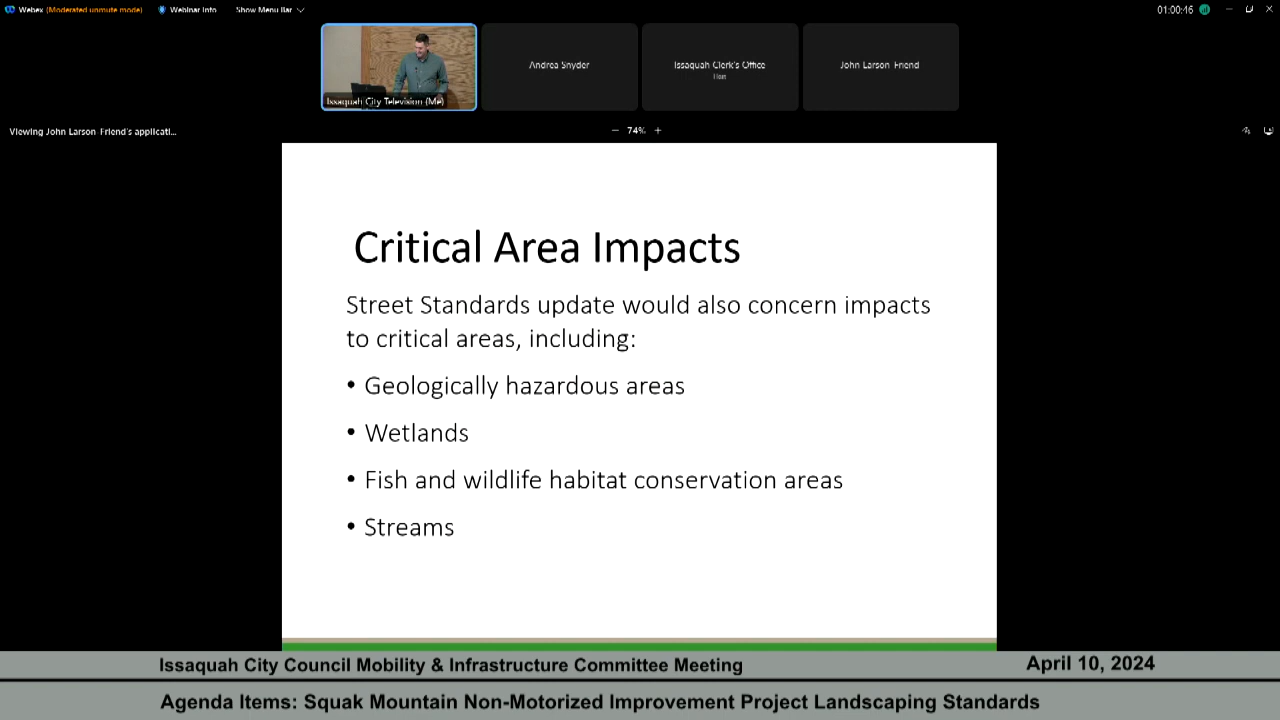 Webex (Moderated unmute mode) Webinar Info Show Menu Bar 01:00:46
Issaquah City Television (Me)
Andrea Snyder
Issaquah Clerk's Office
Host
John Larson-Friend
Viewing John Larson-Friend's applicati...
74%
Critical Area Impacts
Street Standards update would also concern impacts
to critical areas, including:
• Geologically hazardous areas
• Wetlands
• Fish and wildlife habitat conservation areas
• Streams
Issaquah City Council Mobility & Infrastructure Committee Meeting April 10, 2024
Agenda Items: Squak Mountain Non-Motorized Improvement Project Landscaping Standards